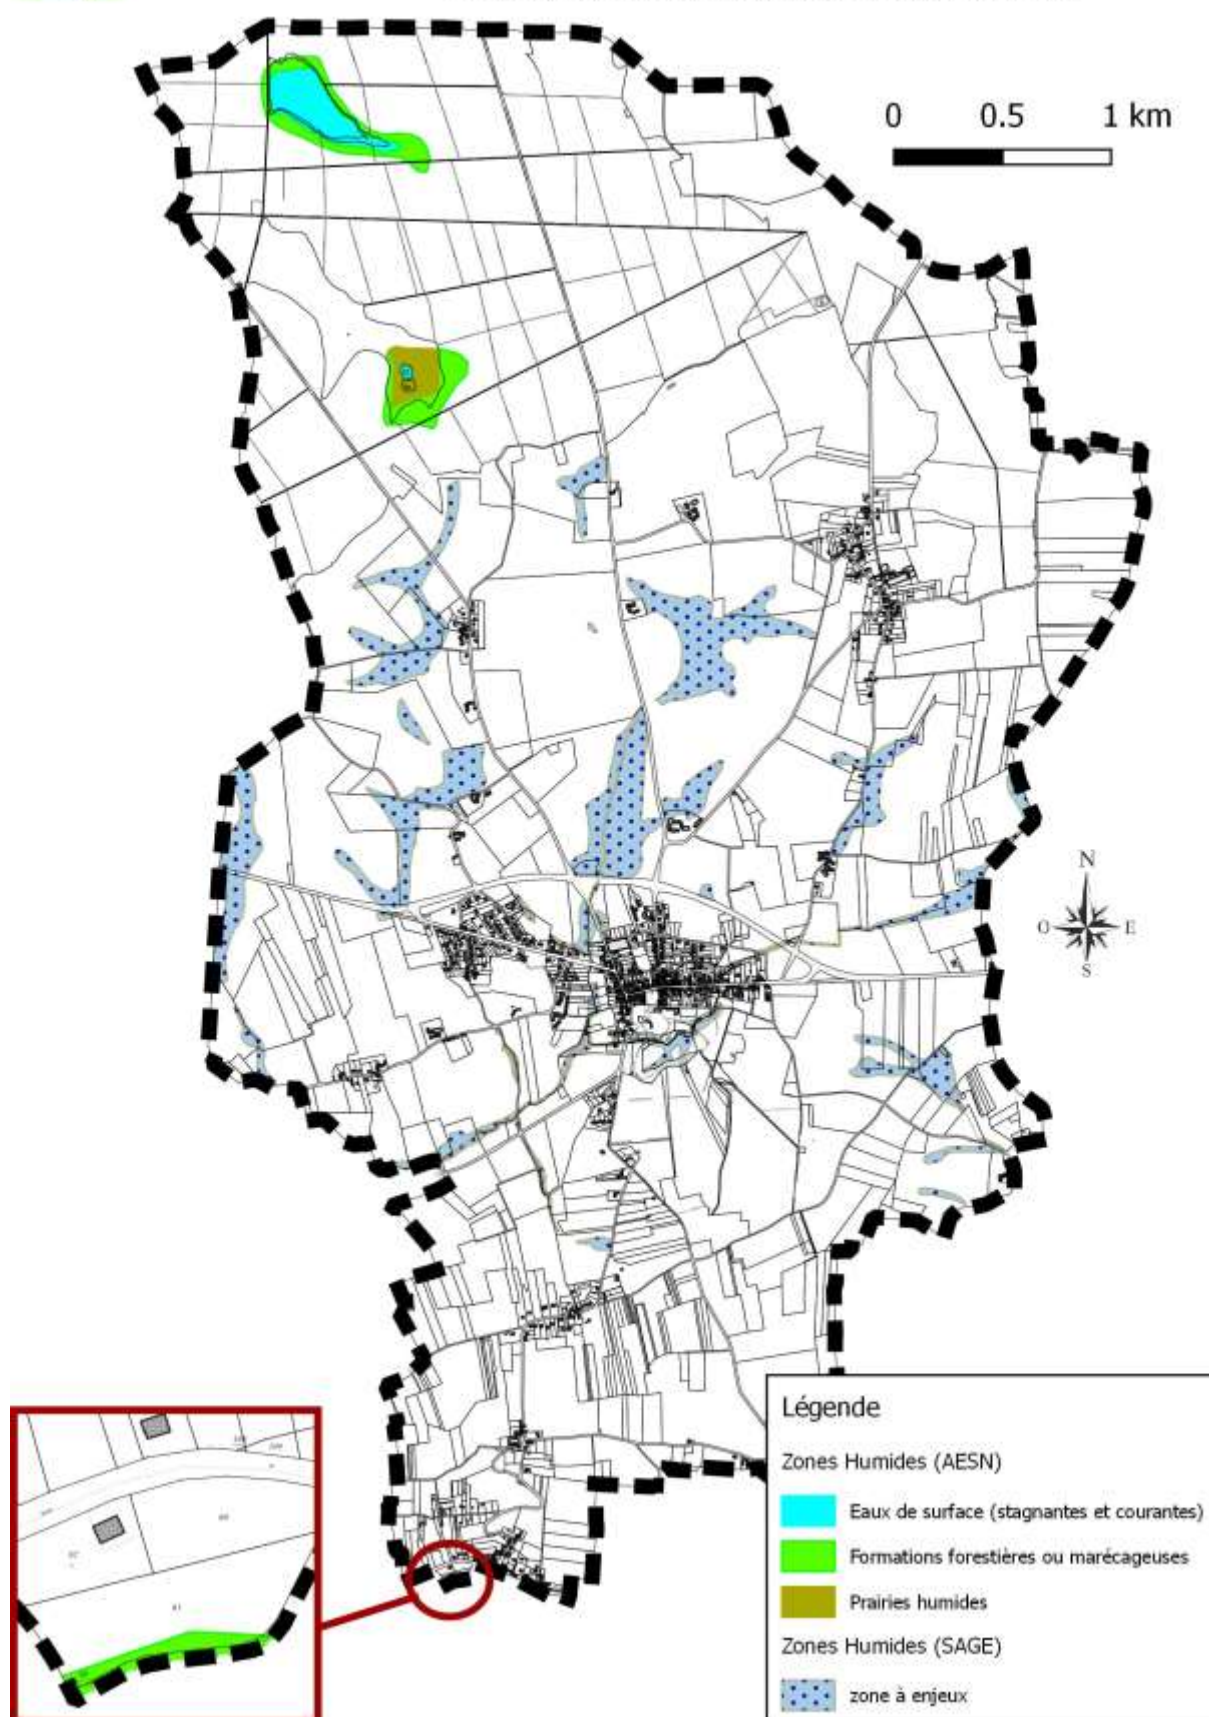 0 0.5 1 km
N
O E
S
Légende
Zones Humides (AESN)
Eaux de surface (stagnantes et courantes)
Formations forestières ou marécageuses
Prairies humides
Zones Humides (SAGE)
zone à enjeux